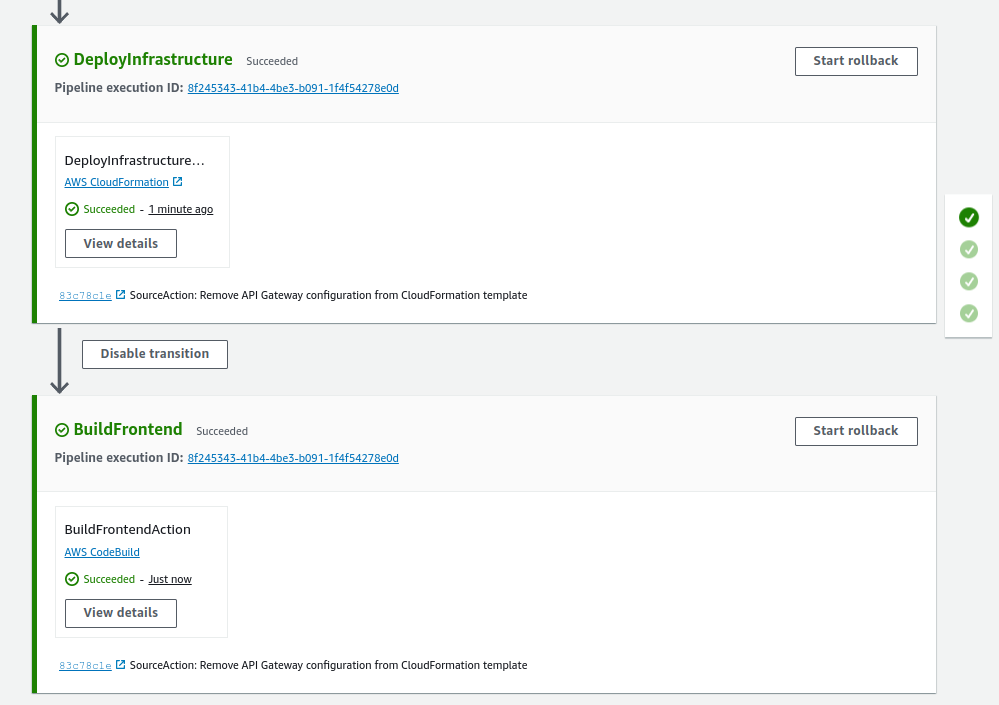 DeployInfrastructure Succeeded
Start rollback
Pipeline execution ID: 8f245343-41b4-4be3-b091-1f4f54278e0d
DeployInfrastructure…
AWS CloudFormation
Succeeded - 1 minute ago
View details
83c78c1e SourceAction: Remove API Gateway configuration from CloudFormation template
Disable transition
BuildFrontend Succeeded
Start rollback
Pipeline execution ID: 8f245343-41b4-4be3-b091-1f4f54278e0d
BuildFrontendAction
AWS CodeBuild
Succeeded - Just now
View details
83c78c1e SourceAction: Remove API Gateway configuration from CloudFormation template